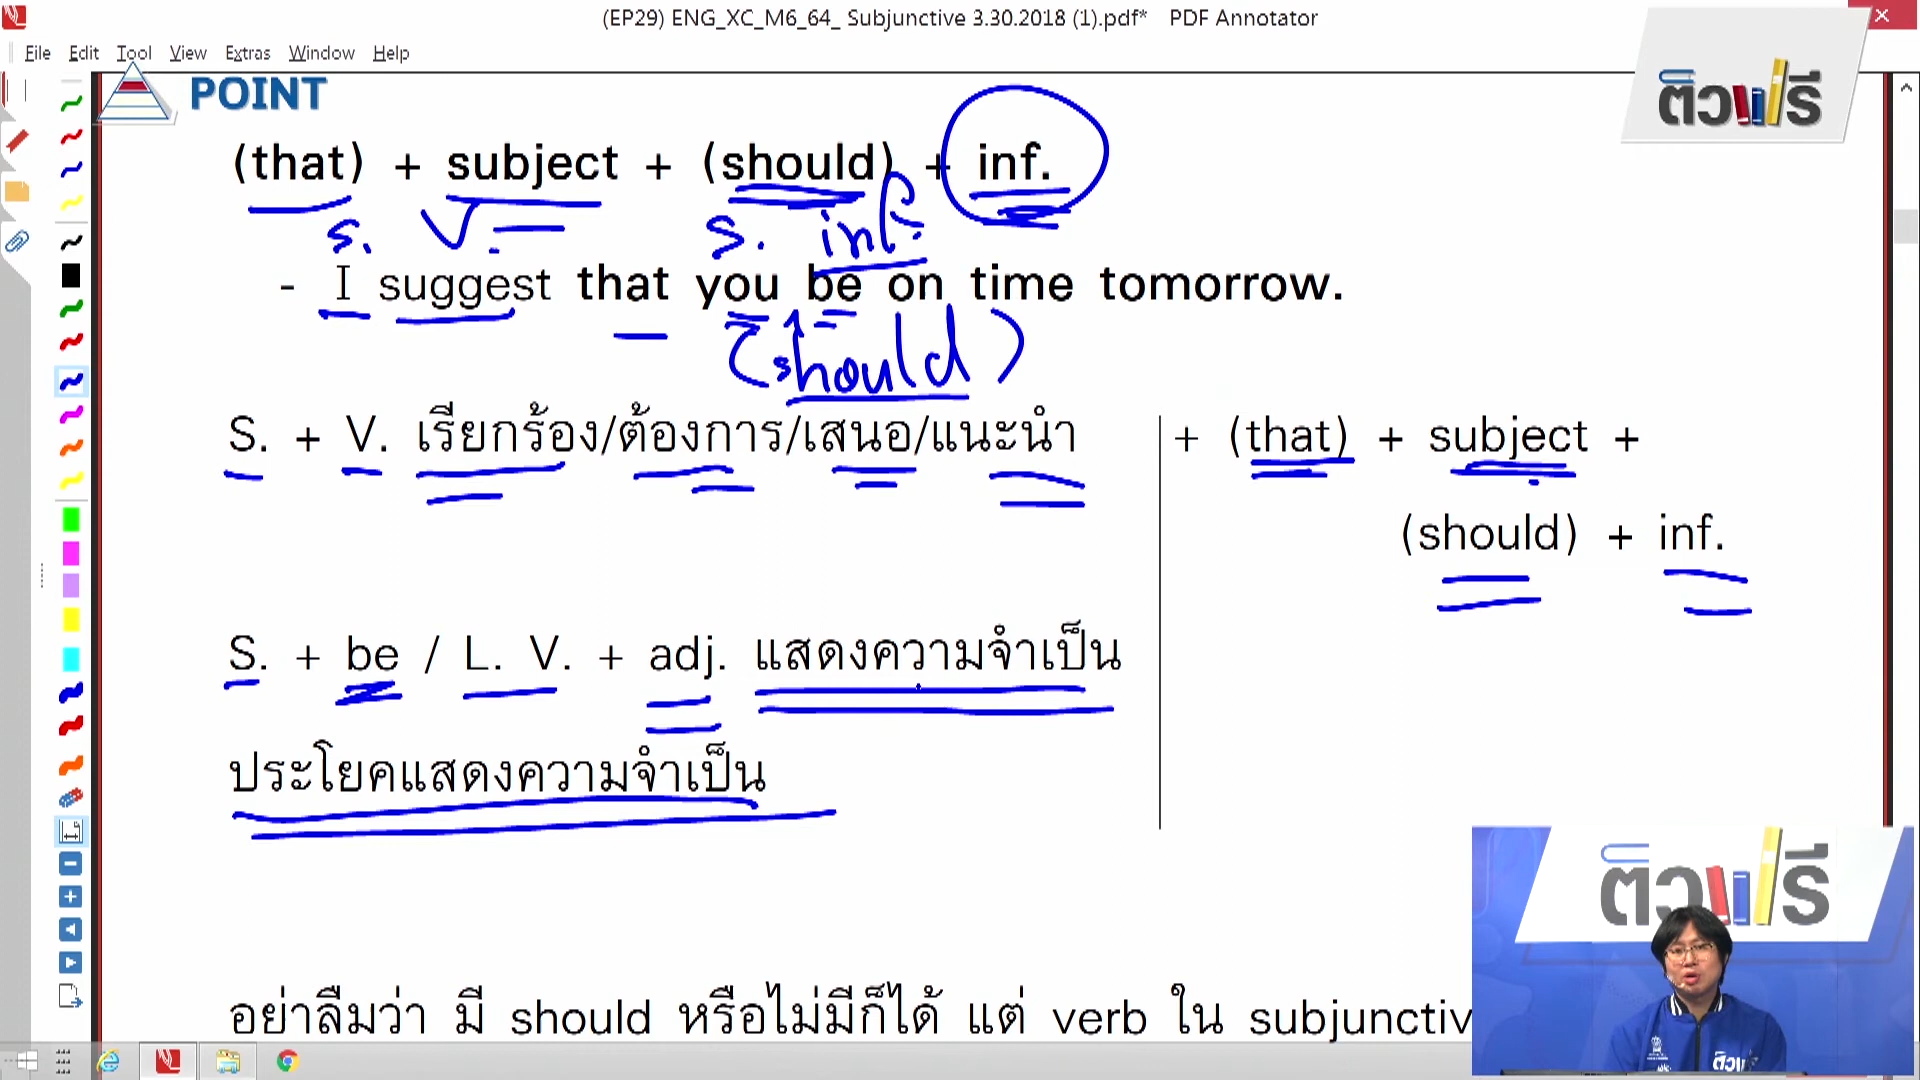 (EP29) ENG_XC_M6_64_ Subjunctive 3.30.2018 (1).pdf* PDF Annotator
File Edit Tool View Extras Window Help
ติวฟรี
POINT
(that) + subject + (should) + inf.
S. √ S. inf.
- I suggest that you be on time tomorrow.
(should)
S. + V. เรียกร้อง/ต้องการ/เสนอ/แนะนำ + (that) + subject +
(should) + inf.
S. + be / L. V. + adj. แสดงความจำเป็น
ประโยคแสดงความจำเป็น
ติวฟรี
อย่าลืมว่า มี should หรือไม่มีก็ได้ แต่ verb ใน subjunctiv